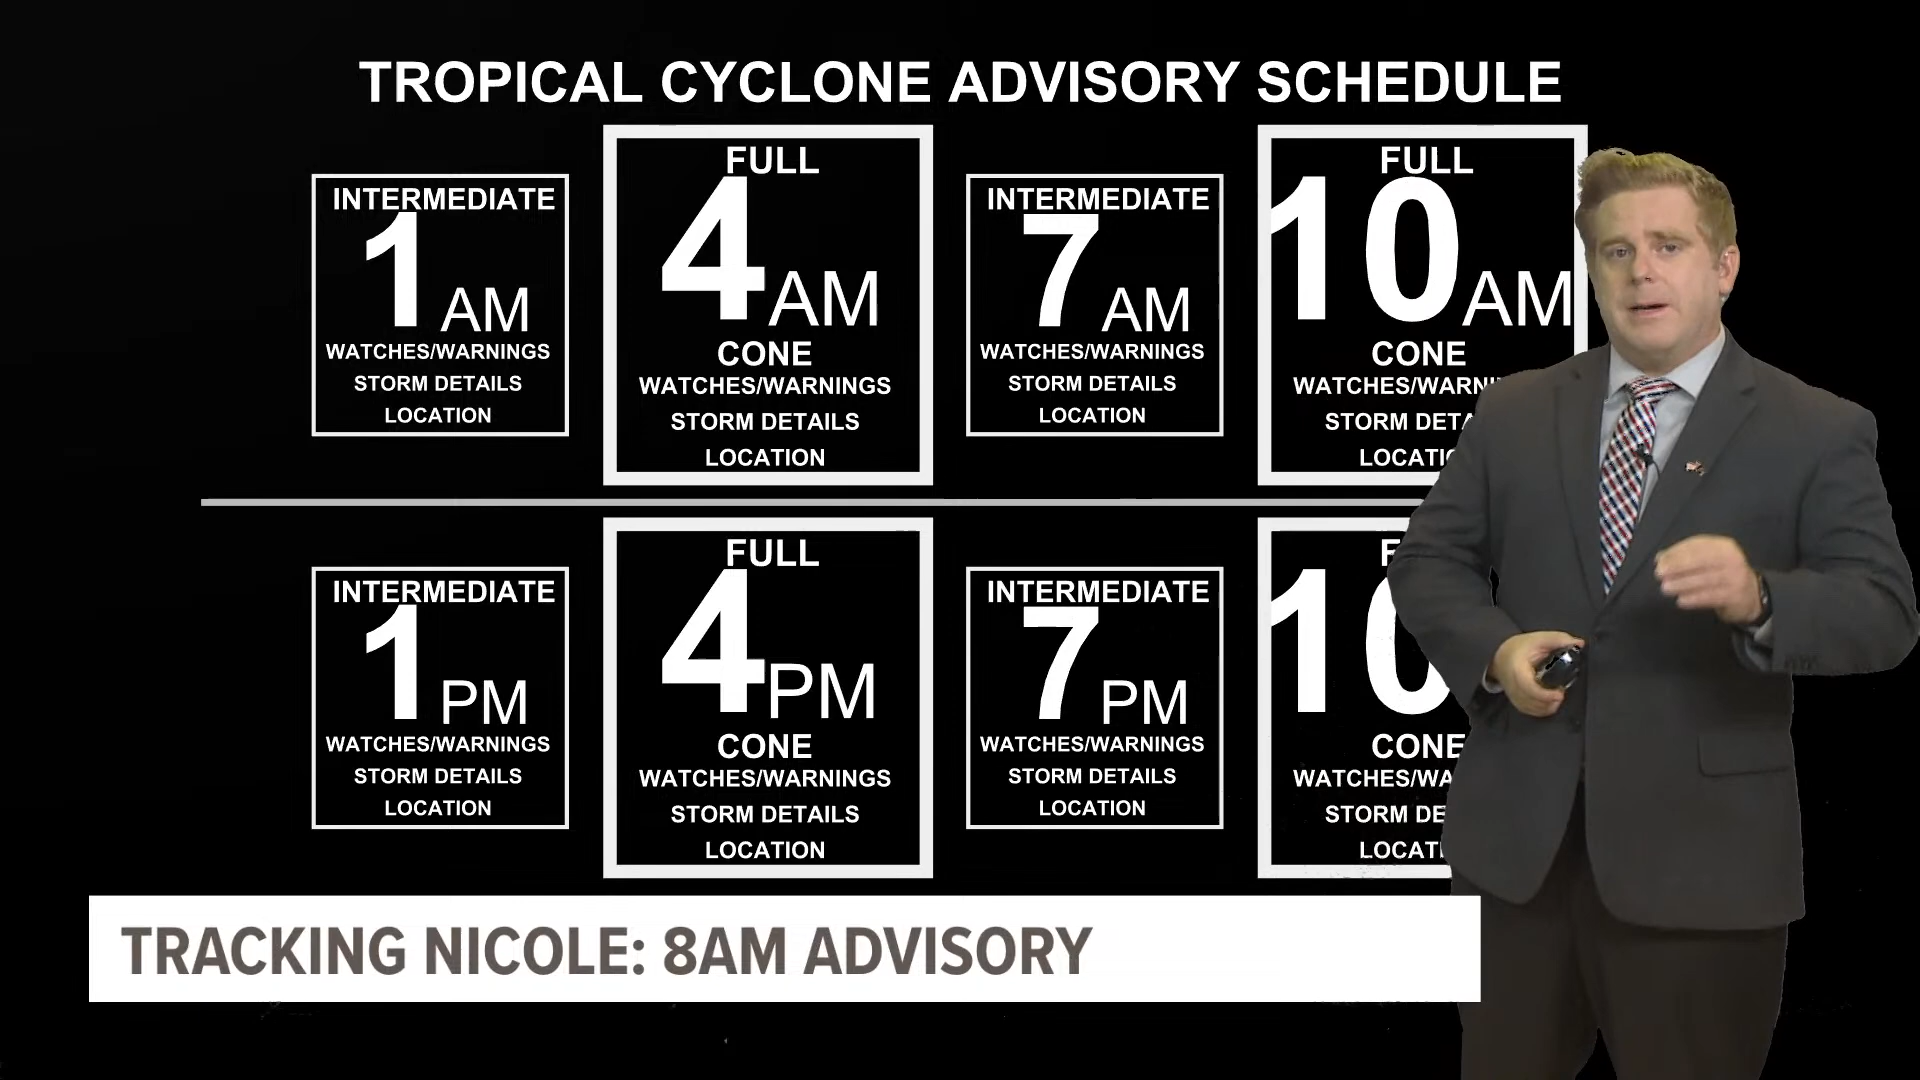 TROPICAL CYCLONE ADVISORY SCHEDULE
INTERMEDIATE
1 AM
WATCHES/WARNINGS
STORM DETAILS
LOCATION
FULL
4 AM
CONE
WATCHES/WARNINGS
STORM DETAILS
LOCATION
INTERMEDIATE
7 AM
WATCHES/WARNINGS
STORM DETAILS
LOCATION
FULL
10 AM
CONE
STORM
INTERMEDIATE
1 PM
WATCHES/WARNINGS
STORM DETAILS
LOCATION
FULL
4 PM
CONE
WATCHES/WARNINGS
STORM DETAILS
LOCATION
INTERMEDIATE
7 PM
WATCHES/WARNINGS
STORM DETAILS
LOCATION
10
CONE
STORM
TRACKING NICOLE: 8AM ADVISORY